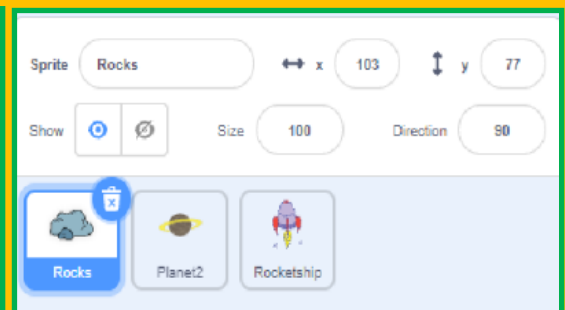 Sprite Rocks x 103 y 77
Show Size 100 Direction 90
Rocks Planet2 Rocketship